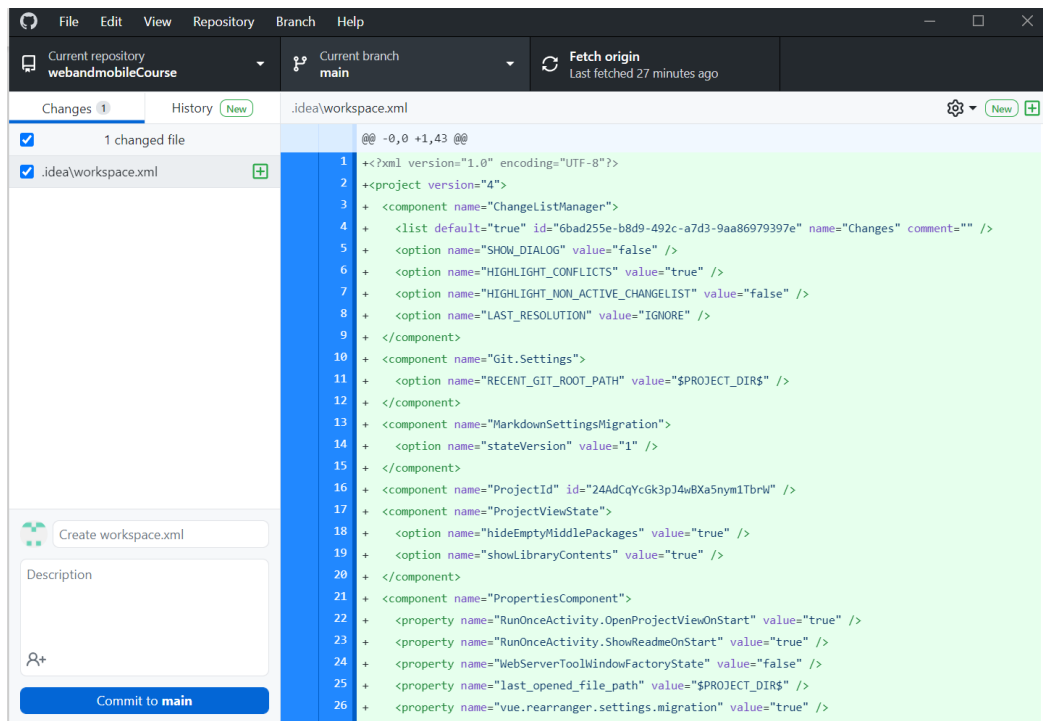 File Edit View Repository Branch Help
Current repository
webandmobileCourse
Current branch
main
Fetch origin
Last fetched 27 minutes ago
Changes 1
History New
.idea\workspace.xml
New
1 changed file
.idea\workspace.xml
@@ -0,0 +1,43 @@
1 +<?xml version="1.0" encoding="UTF-8"?>
2 +<project version="4">
3 +  <component name="ChangeListManager">
4 +    <list default="true" id="6bad255e-b8d9-492c-a7d3-9aa86979397e" name="Changes" comment="" />
5 +    <option name="SHOW_DIALOG" value="false" />
6 +    <option name="HIGHLIGHT_CONFLICTS" value="true" />
7 +    <option name="HIGHLIGHT_NON_ACTIVE_CHANGELIST" value="false" />
8 +    <option name="LAST_RESOLUTION" value="IGNORE" />
9 +  </component>
10 +  <component name="Git.Settings">
11 +    <option name="RECENT_GIT_ROOT_PATH" value="$PROJECT_DIR$" />
12 +  </component>
13 +  <component name="MarkdownSettingsMigration">
14 +    <option name="stateVersion" value="1" />
15 +  </component>
16 +  <component name="ProjectId" id="24AdCqYcGk3pJ4wBXa5nym1TbrW" />
17 +  <component name="ProjectViewState">
18 +    <option name="hideEmptyMiddlePackages" value="true" />
19 +    <option name="showLibraryContents" value="true" />
20 +  </component>
21 +  <component name="PropertiesComponent">
22 +    <property name="RunOnceActivity.OpenProjectViewOnStart" value="true" />
23 +    <property name="RunOnceActivity.ShowReadmeOnStart" value="true" />
24 +    <property name="WebServerToolWindowFactoryState" value="false" />
25 +    <property name="last_opened_file_path" value="$PROJECT_DIR$" />
26 +    <property name="vue.rearranger.settings.migration" value="true" />
Create workspace.xml
Description
Commit to main